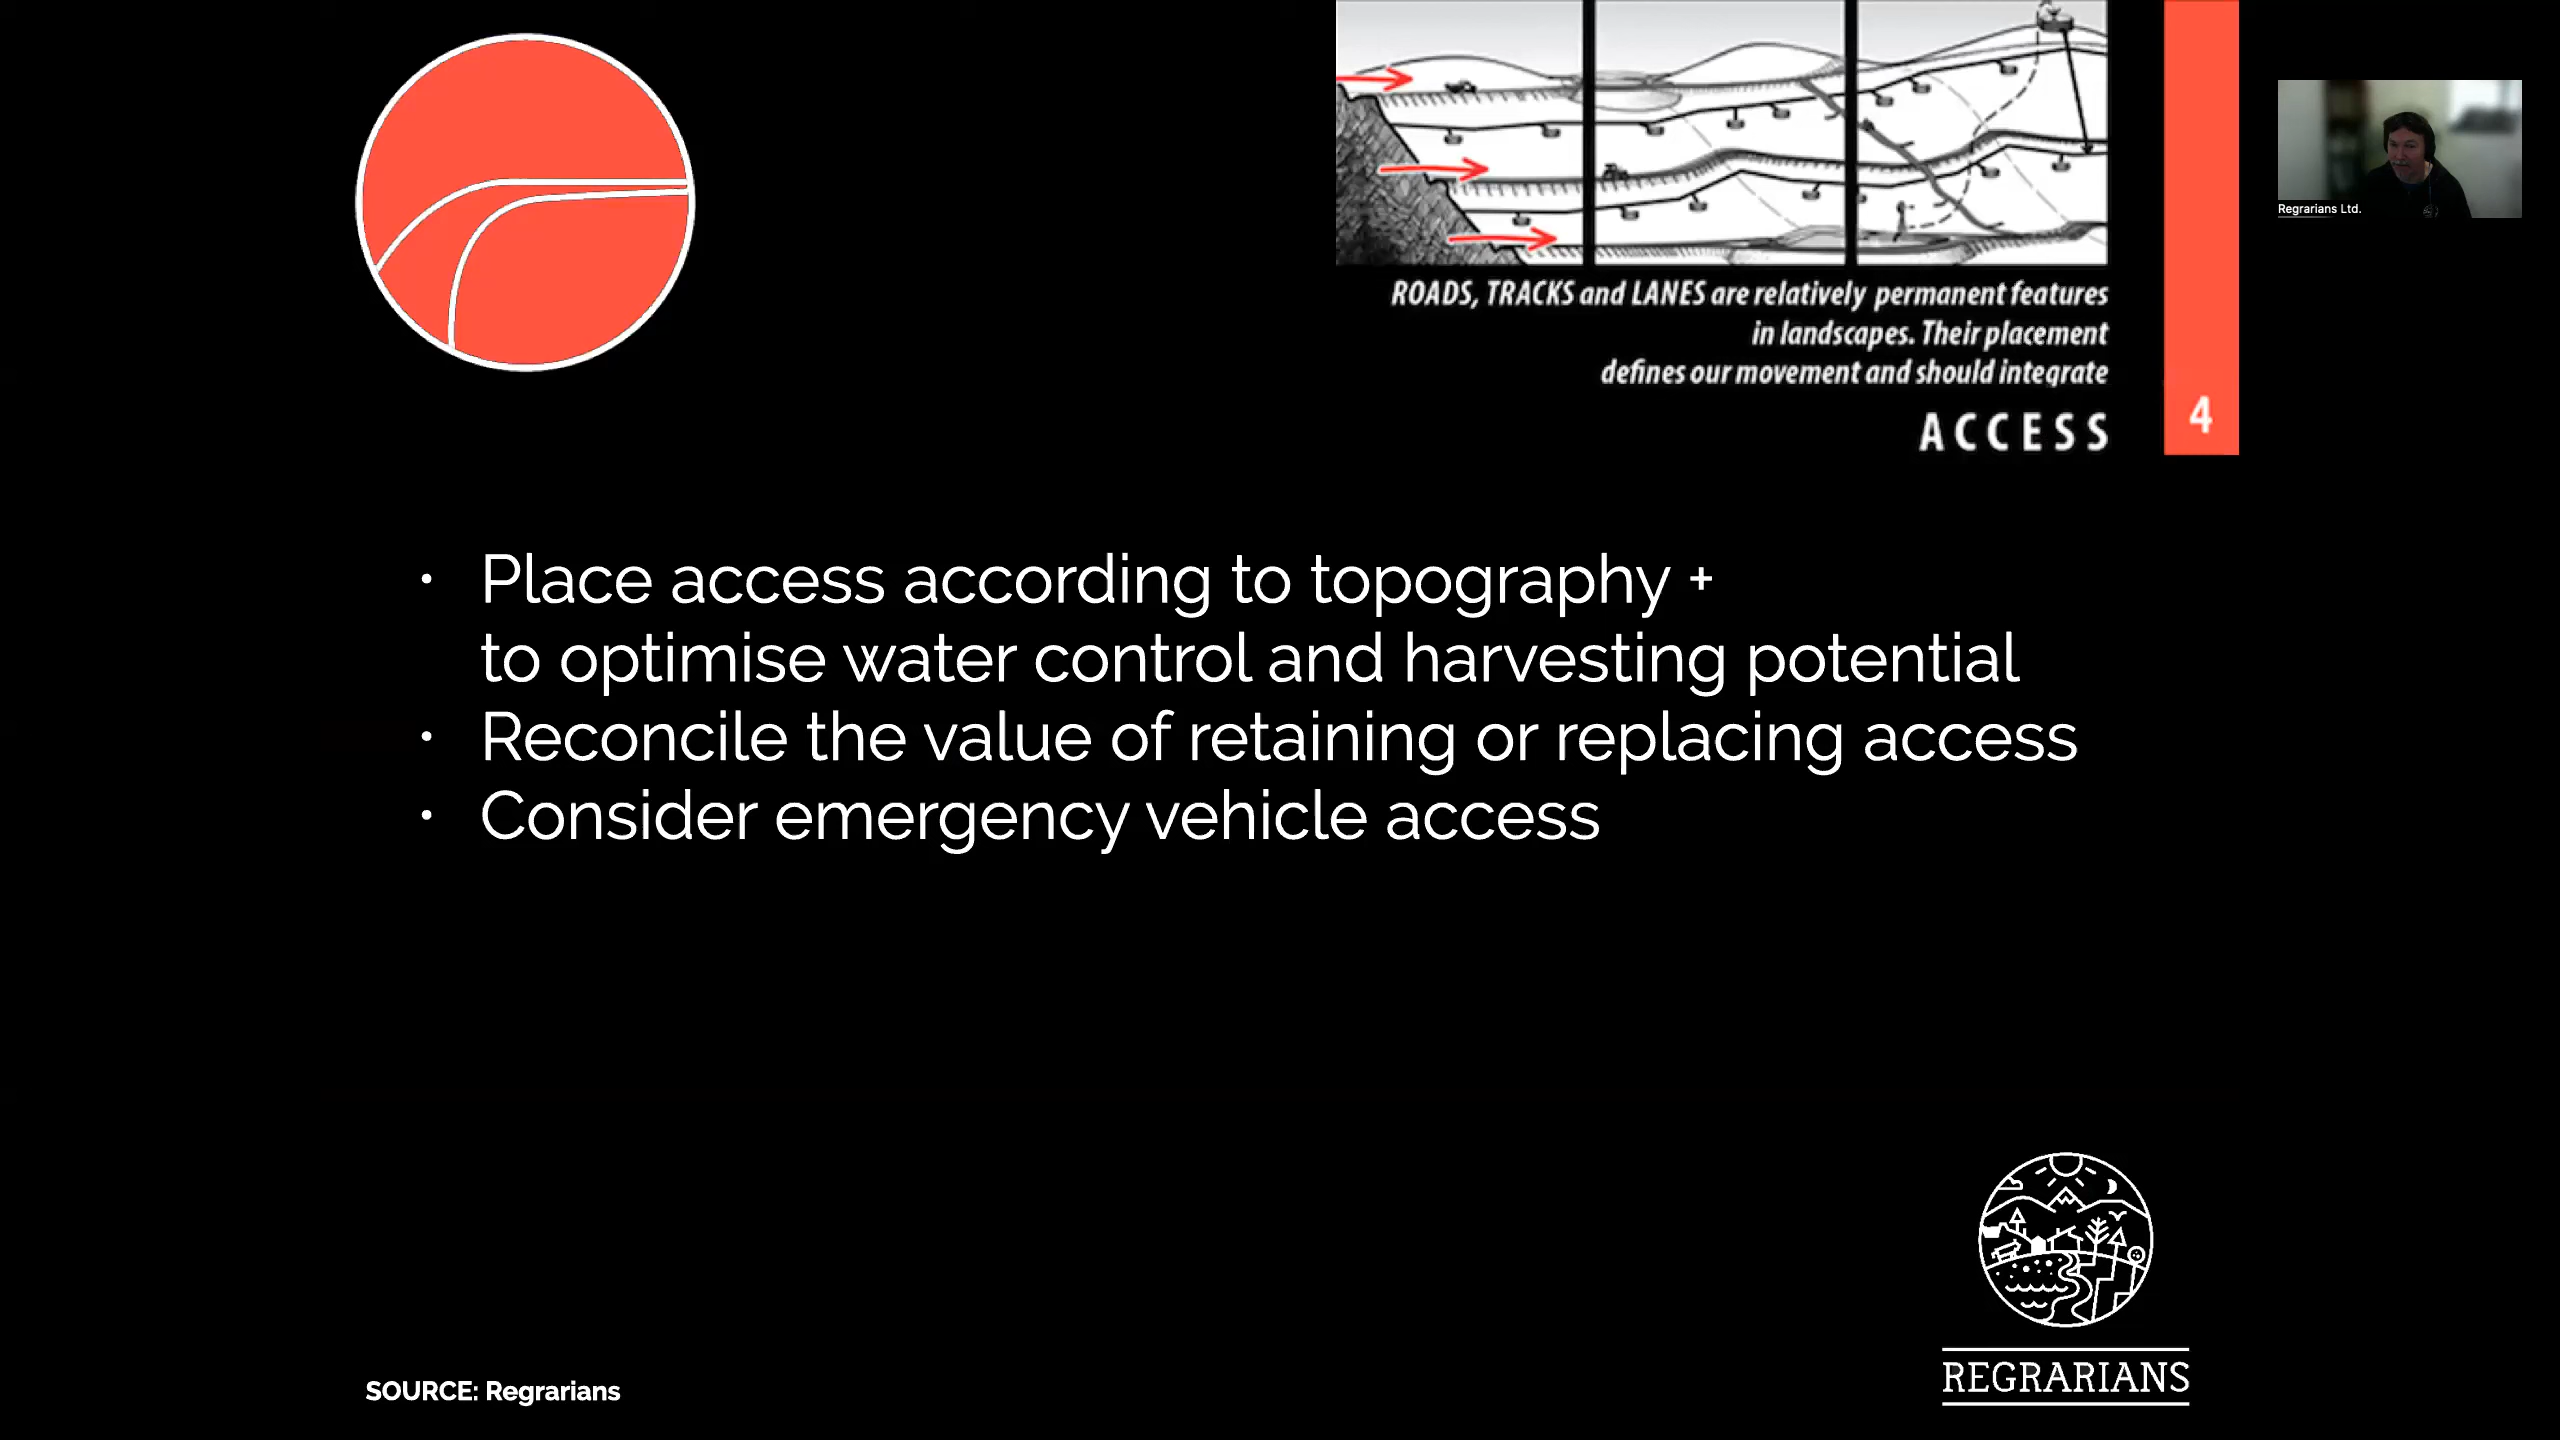 ROADS, TRACKS and LANES are relatively permanent features
in landscapes. Their placement
defines our movement and should integrate
ACCESS
4
Regrarians Ltd.
• Place access according to topography +
to optimise water control and harvesting potential
• Reconcile the value of retaining or replacing access
• Consider emergency vehicle access
SOURCE: Regrarians
REGRARIANS